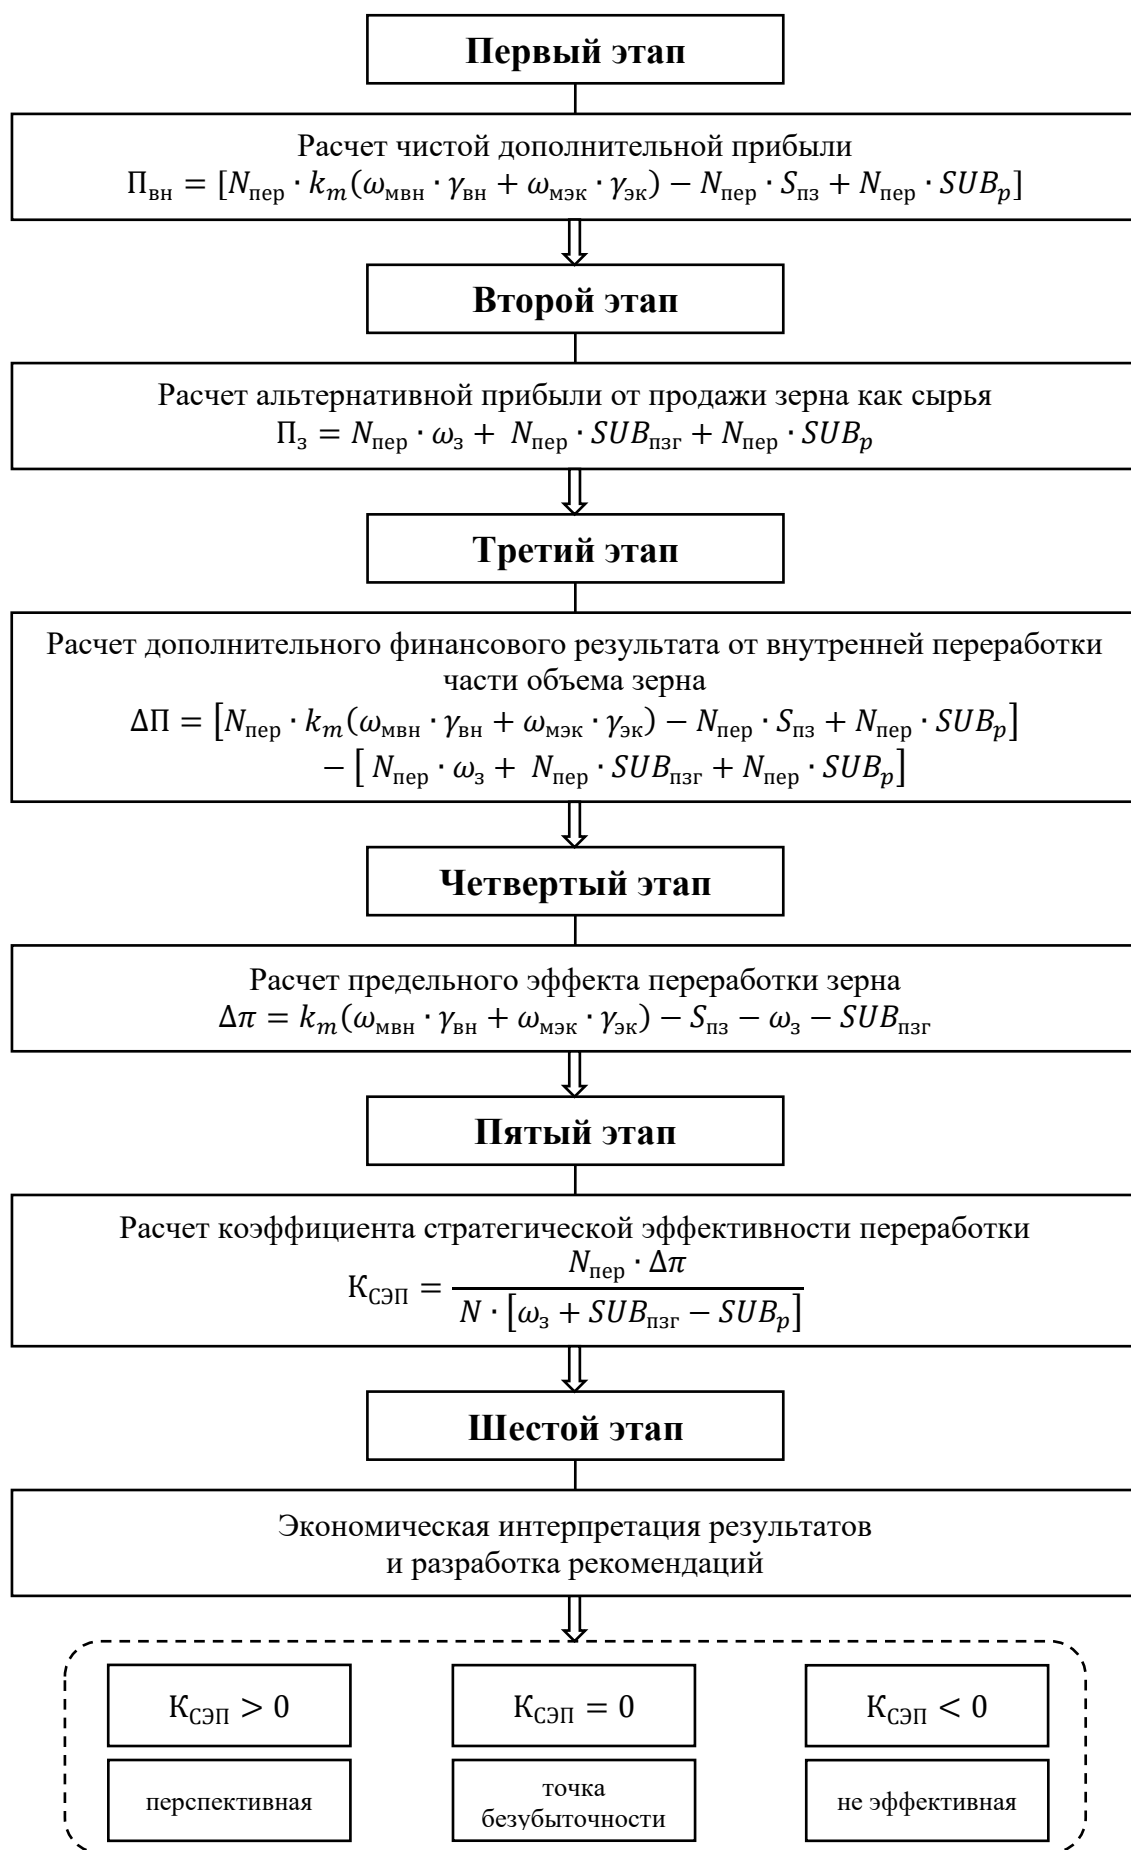 Первый этап
Расчет чистой дополнительной прибыли
Π_вн = [N_пер · k_m(ω_мвн · γ_вн + ω_мэк · γ_эк) − N_пер · S_пз + N_пер · SUB_p]
Второй этап
Расчет альтернативной прибыли от продажи зерна как сырья
Π_з = N_пер · ω_з + N_пер · SUB_пзг + N_пер · SUB_p
Третий этап
Расчет дополнительного финансового результата от внутренней переработки
части объема зерна
ΔΠ = [N_пер · k_m(ω_мвн · γ_вн + ω_мэк · γ_эк) − N_пер · S_пз + N_пер · SUB_p]
− [ N_пер · ω_з + N_пер · SUB_пзг + N_пер · SUB_p]
Четвертый этап
Расчет предельного эффекта переработки зерна
Δπ = k_m(ω_мвн · γ_вн + ω_мэк · γ_эк) − S_пз − ω_з − SUB_пзг
Пятый этап
Расчет коэффициента стратегической эффективности переработки
N_пер · Δπ
К_СЭП =
N · [ω_з + SUB_пзг − SUB_p]
Шестой этап
Экономическая интерпретация результатов
и разработка рекомендаций
К_СЭП > 0
К_СЭП = 0
К_СЭП < 0
перспективная
точка
безубыточности
не эффективная